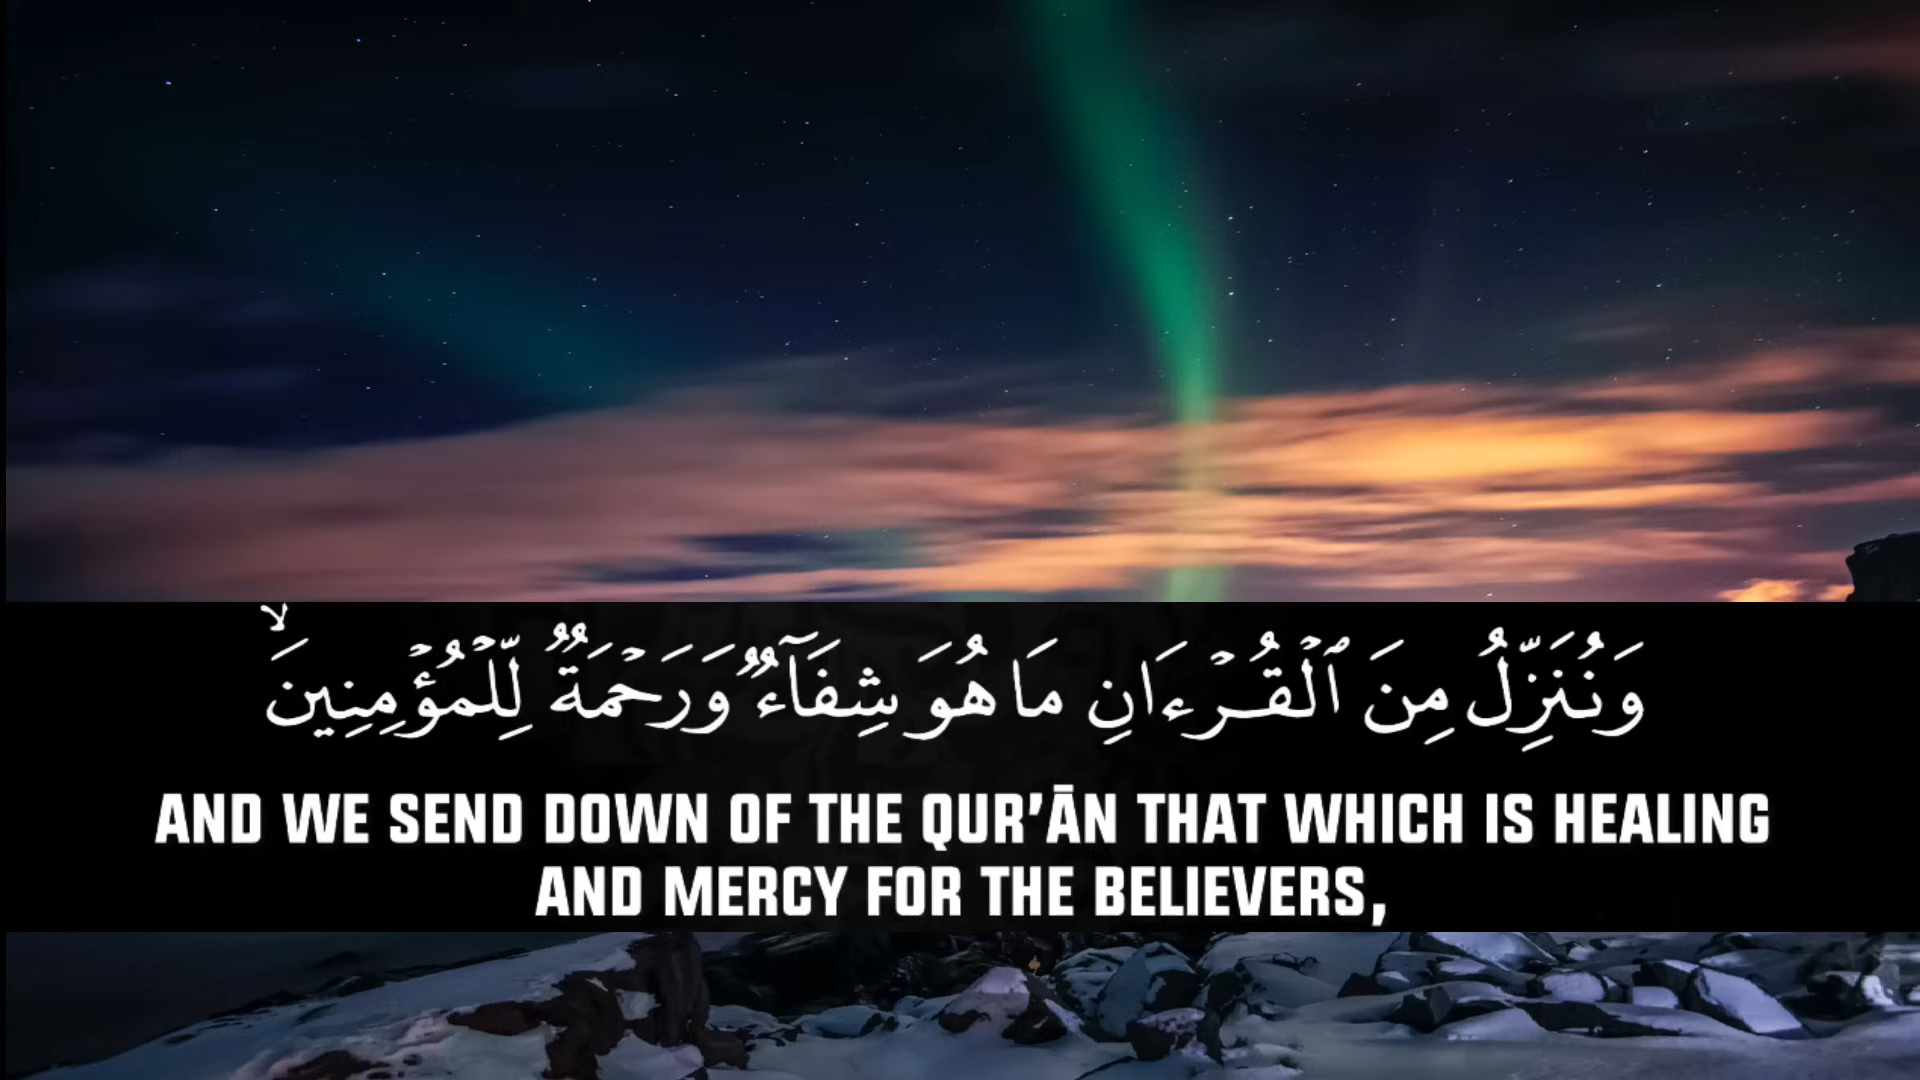 وَنُنَزِّلُ مِنَ ٱلْقُرْءَانِ مَا هُوَ شِفَآءٌ وَرَحْمَةٌ لِّلْمُؤْمِنِينَ ۙ
AND WE SEND DOWN OF THE QUR'ĀN THAT WHICH IS HEALING
AND MERCY FOR THE BELIEVERS,